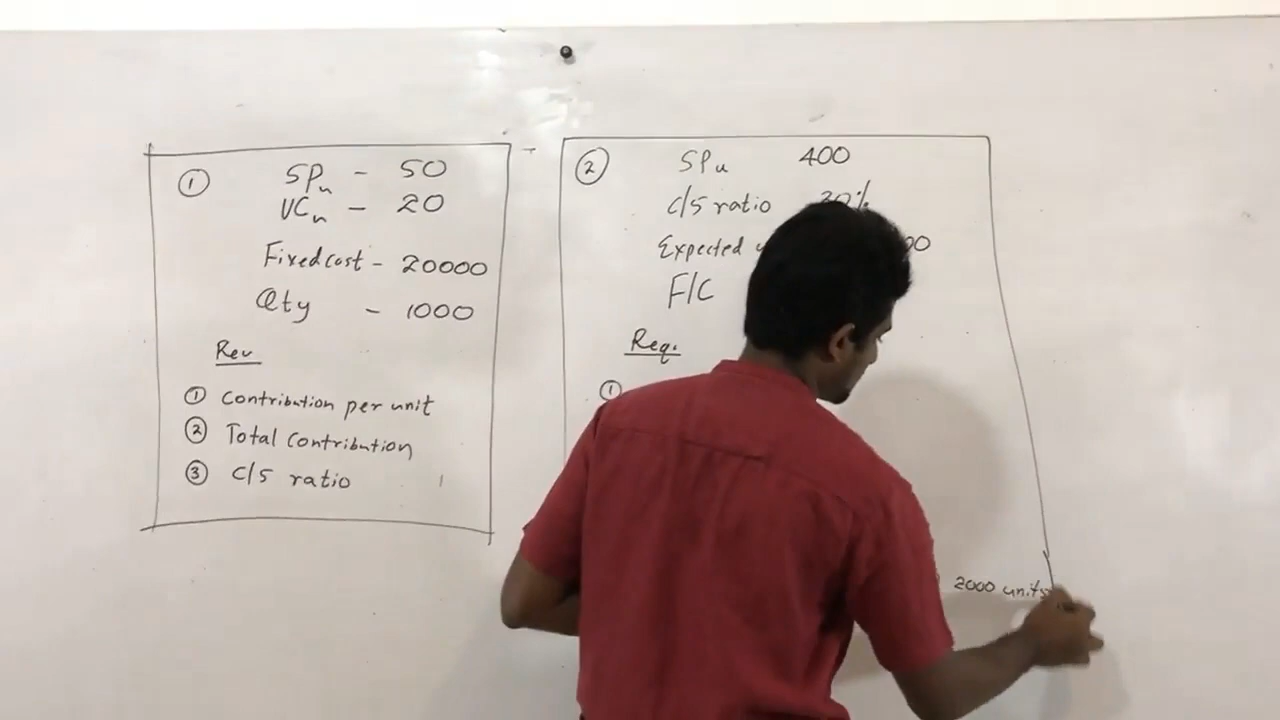 ①
SPu - 50
VCu - 20
Fixed cost - 20000
Qty - 1000
Rev
① Contribution per unit
② Total Contribution
③ C/S ratio
②
SPu 400
C/S ratio %
Expected
F/C
Req.
①
2000 units